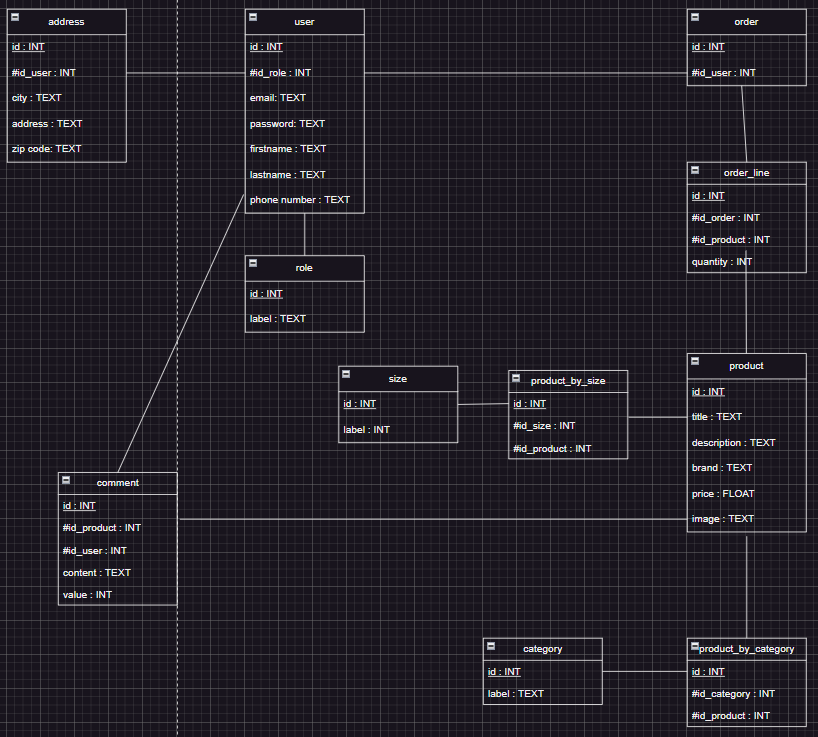 address
id : INT
#id_user : INT
city : TEXT
address : TEXT
zip code: TEXT
user
id : INT
#id_role : INT
email: TEXT
password: TEXT
firstname : TEXT
lastname : TEXT
phone number : TEXT
order
id : INT
#id_user : INT
order_line
id : INT
#id_order : INT
#id_product : INT
quantity : INT
role
id : INT
label : TEXT
size
id : INT
label : INT
product_by_size
id : INT
#id_size : INT
#id_product : INT
product
id : INT
title : TEXT
description : TEXT
brand : TEXT
price : FLOAT
image : TEXT
comment
id : INT
#id_product : INT
#id_user : INT
content : TEXT
value : INT
category
id : INT
label : TEXT
product_by_category
id : INT
#id_category : INT
#id_product : INT